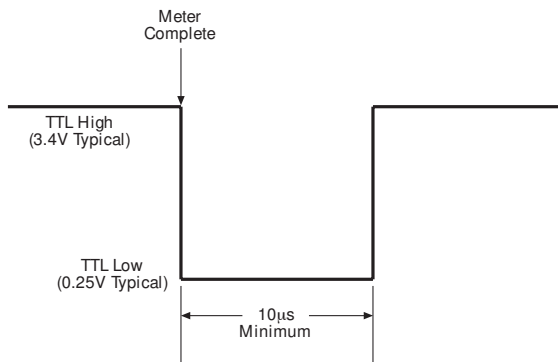 Meter
Complete
TTL High
(3.4V Typical)
TTL Low
(0.25V Typical)
10µs
Minimum